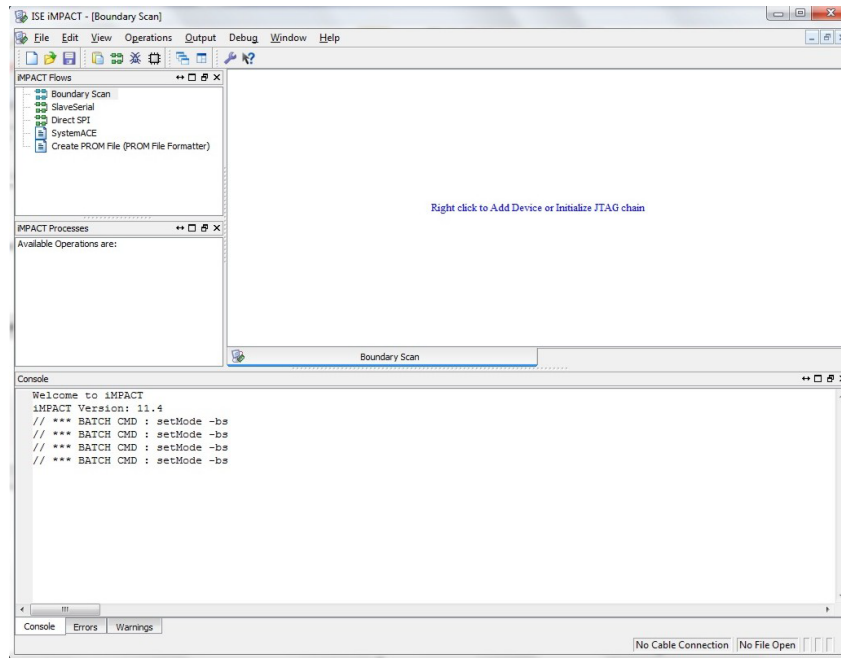 ISE iMPACT - [Boundary Scan]
File Edit View Operations Output Debug Window Help
iMPACT Flows
Boundary Scan
SlaveSerial
Direct SPI
SystemACE
Create PROM File (PROM File Formatter)
Right click to Add Device or Initialize JTAG chain
iMPACT Processes
Available Operations are:
Boundary Scan
Console
Welcome to iMPACT
iMPACT Version: 11.4
// *** BATCH CMD : setMode -bs
// *** BATCH CMD : setMode -bs
// *** BATCH CMD : setMode -bs
// *** BATCH CMD : setMode -bs
Console Errors Warnings
No Cable Connection No File Open